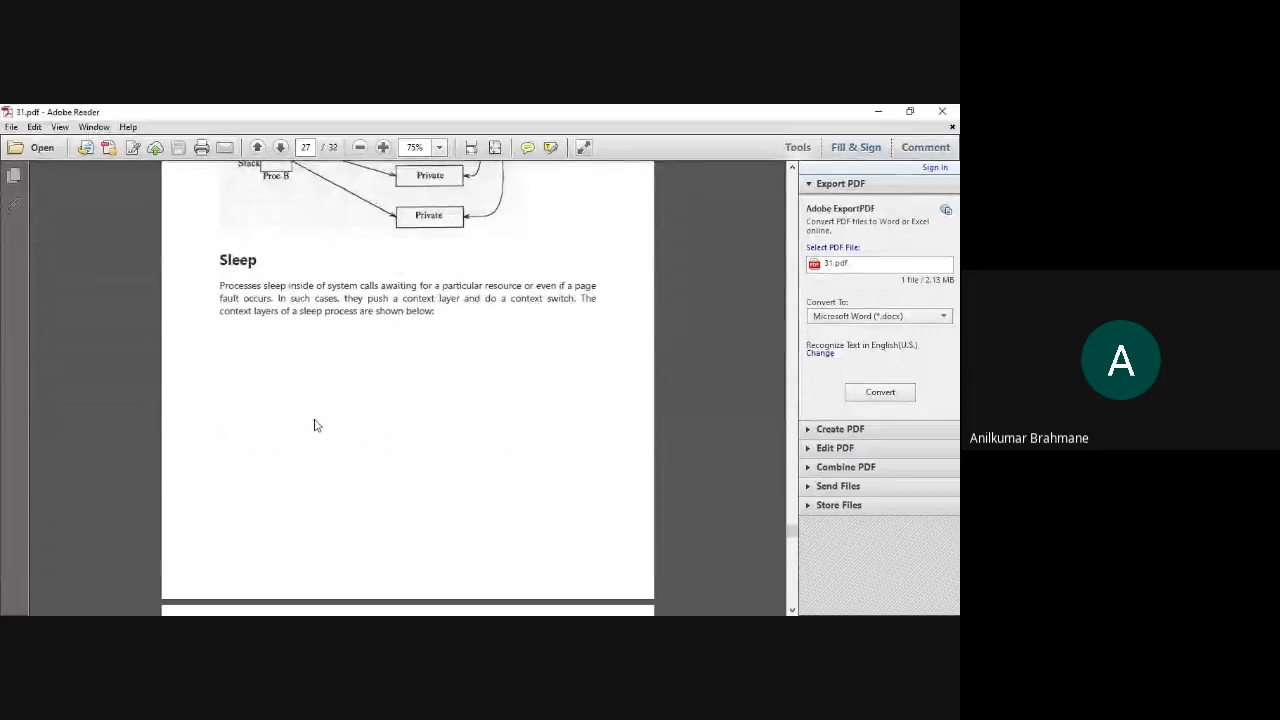 31.pdf - Adobe Reader
File Edit View Window Help
Open 27 / 32 75% Tools Fill & Sign Comment
Sign In
Stack
Proc B
Private
Private
Sleep
Processes sleep inside of system calls awaiting for a particular resource or even if a page
fault occurs. In such cases, they push a context layer and do a context switch. The
context layers of a sleep process are shown below:
Export PDF
Adobe ExportPDF
Convert PDF files to Word or Excel
online.
Select PDF File:
PDF 31.pdf
1 file / 2.13 MB
Convert To:
Microsoft Word (*.docx)
Recognize Text in English(U.S.)
Change
Convert
Create PDF
Edit PDF
Combine PDF
Send Files
Store Files
A
Anilkumar Brahmane